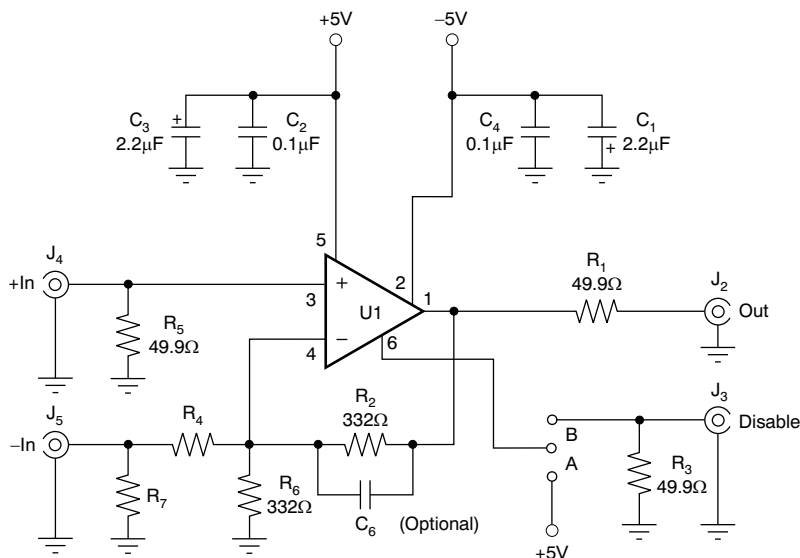 +5V
−5V
C3
2.2μF
+
C2
0.1μF
C4
0.1μF
C1
2.2μF
+
J4
+In
R5
49.9Ω
5
3
+
U1
2
1
4
−
6
R1
49.9Ω
J2
Out
J5
−In
R4
R7
R6
332Ω
R2
332Ω
C6
(Optional)
B
A
+5V
J3
Disable
R3
49.9Ω